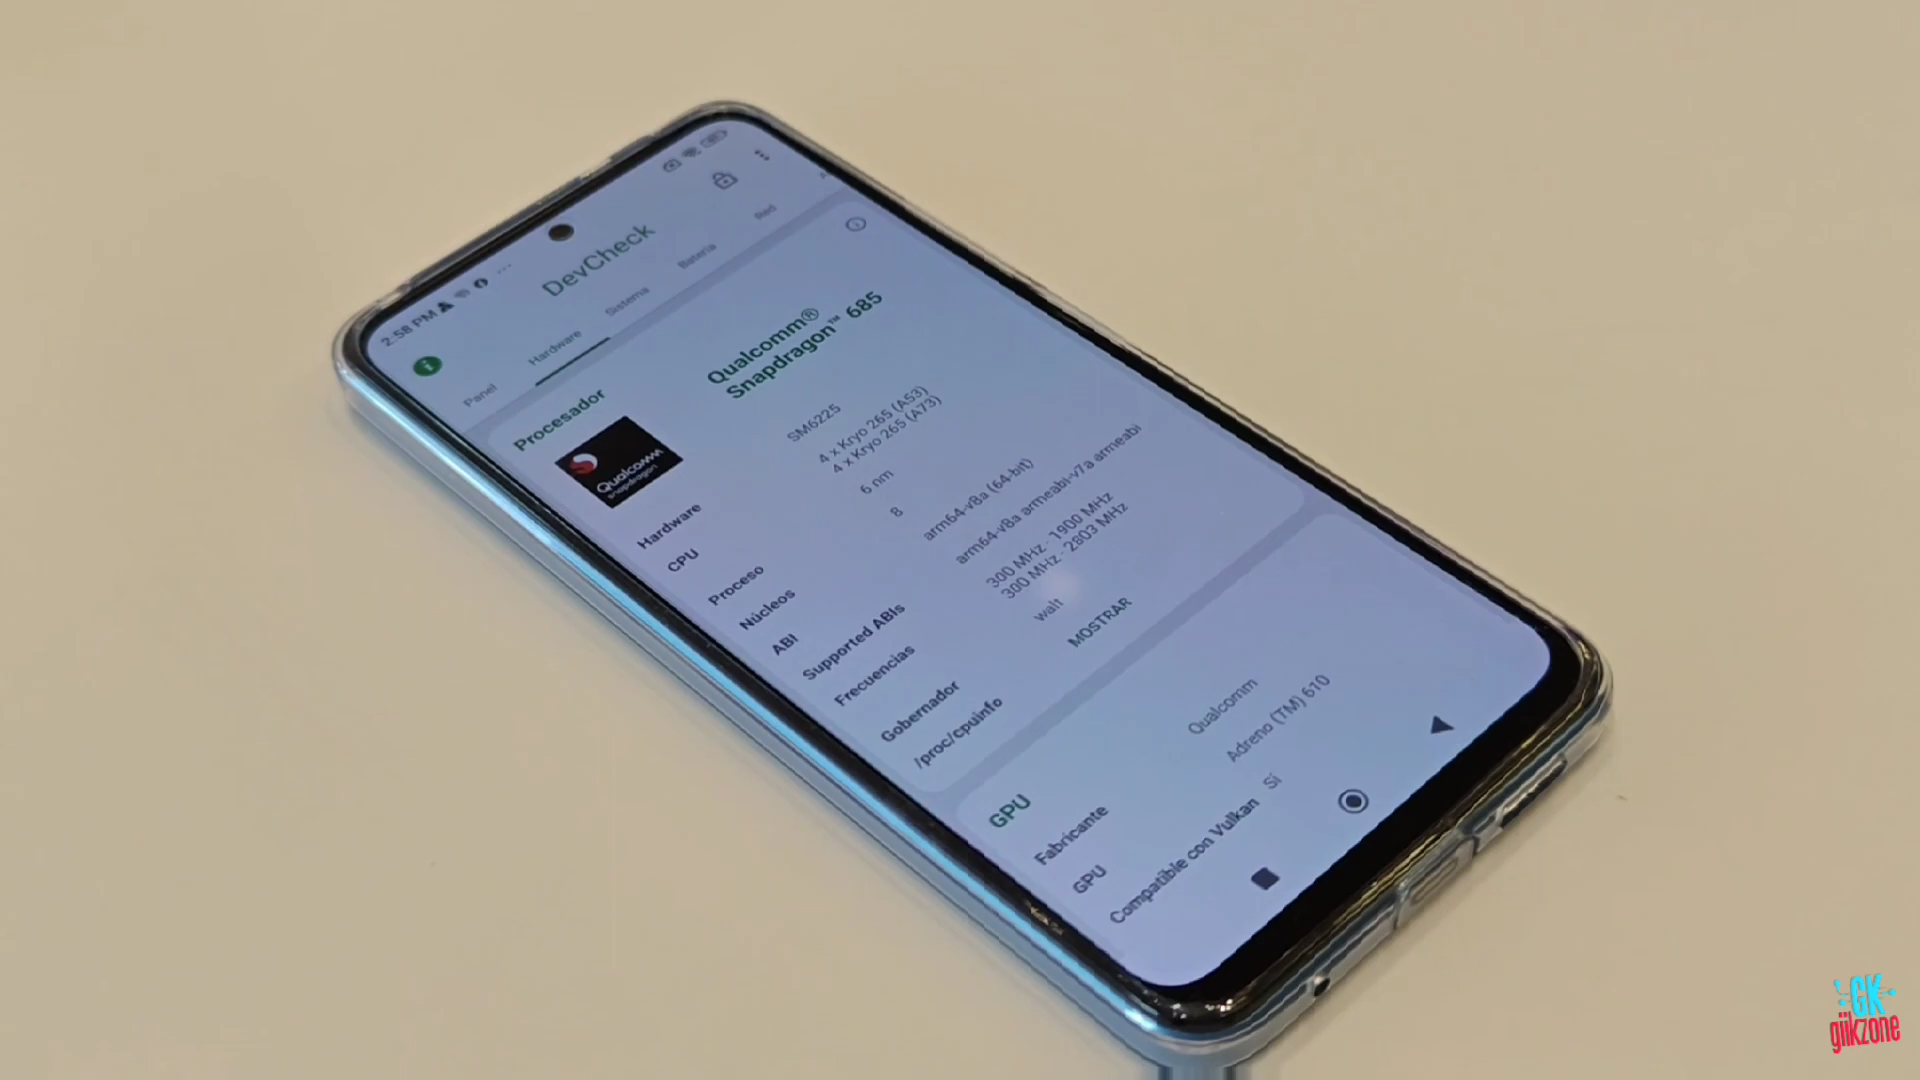 2:58 PM
DevCheck
Panel
Hardware
Sistema
Batería
Red
Procesador
Qualcomm
snapdragon
Qualcomm®
Snapdragon™ 685
Hardware
SM6225
CPU
4 x Kryo 265 (A53)
4 x Kryo 265 (A73)
Proceso
6 nm
Núcleos
8
ABI
arm64-v8a (64-bit)
Supported ABIs
arm64-v8a armeabi-v7a armeabi
Frecuencias
300 MHz - 1900 MHz
300 MHz - 2803 MHz
Gobernador
walt
/proc/cpuinfo
MOSTRAR
GPU
Fabricante
Qualcomm
GPU
Adreno (TM) 610
Compatible con Vulkan
Sí
GK
giikzone